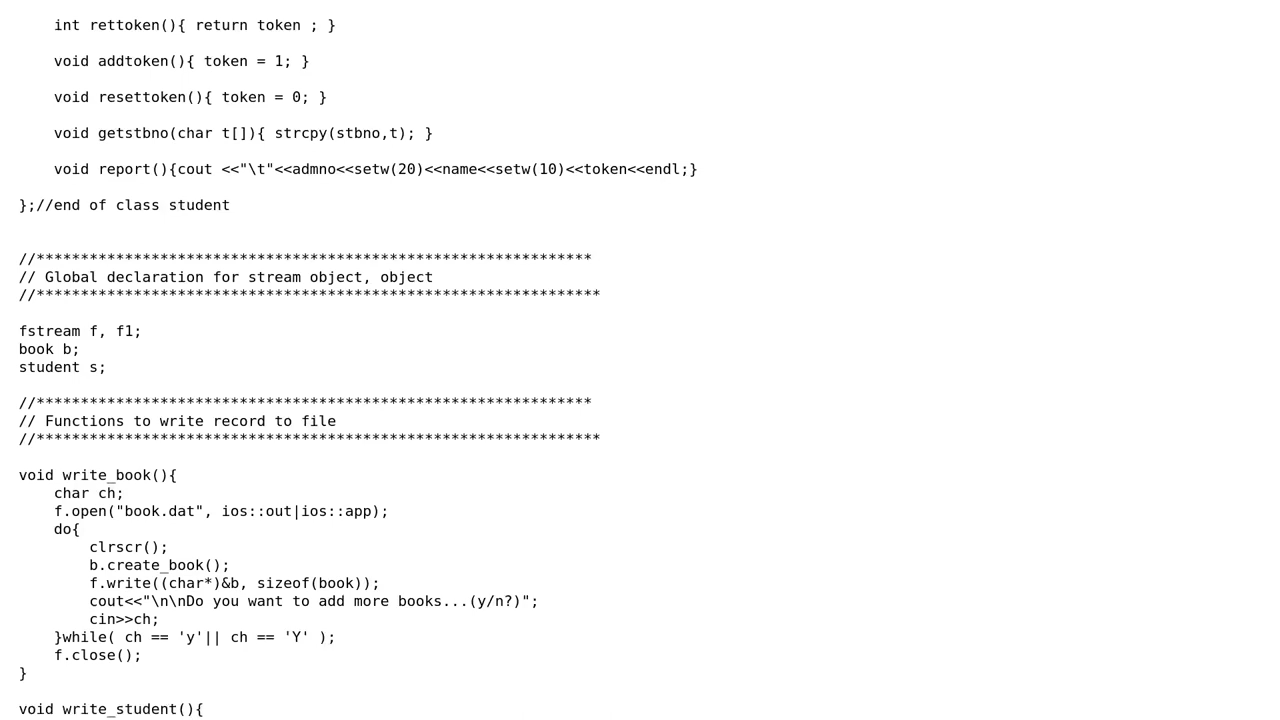 int rettoken(){ return token ; }
    void addtoken(){ token = 1; }
    void resettoken(){ token = 0; }
    void getstbno(char t[]){ strcpy(stbno,t); }
    void report(){cout <<"\t"<<admno<<setw(20)<<name<<setw(10)<<token<<endl;}
};//end of class student
//***************************************************************
// Global declaration for stream object, object
//****************************************************************
fstream f, f1;
book b;
student s;
//***************************************************************
// Functions to write record to file
//****************************************************************
void write_book(){
    char ch;
    f.open("book.dat", ios::out|ios::app);
    do{
        clrscr();
        b.create_book();
        f.write((char*)&b, sizeof(book));
        cout<<"\n\nDo you want to add more books...(y/n?)";
        cin>>ch;
    }while( ch == 'y'|| ch == 'Y' );
    f.close();
}
void write_student(){